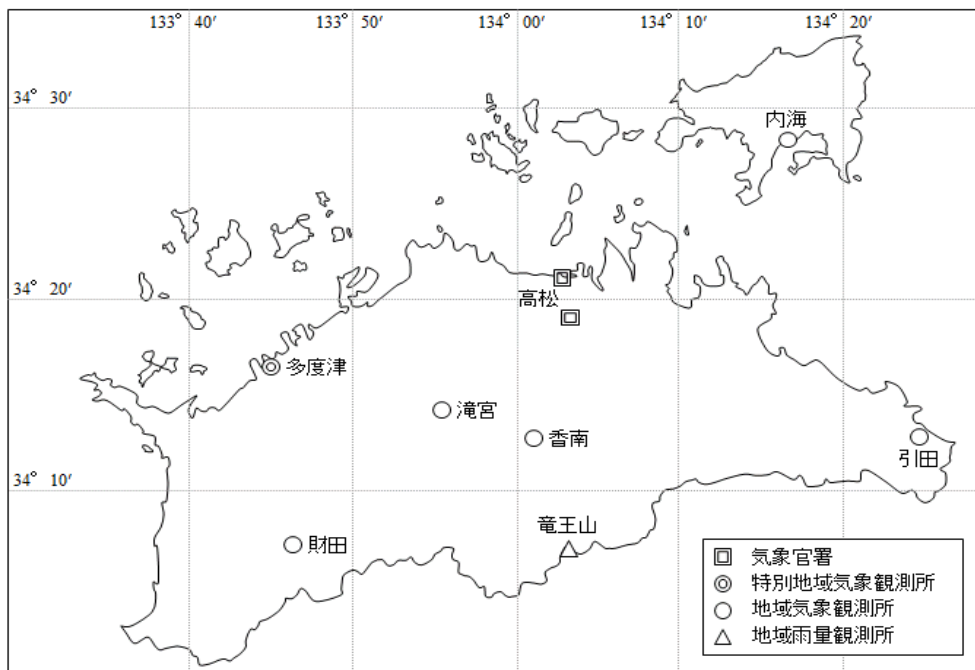 133° 40′
133° 50′
134° 00′
134° 10′
134° 20′
34° 30′
内海
34° 20′
高松
多度津
滝宮
香南
引田
34° 10′
竜王山
財田
気象官署
特別地域気象観測所
地域気象観測所
地域雨量観測所